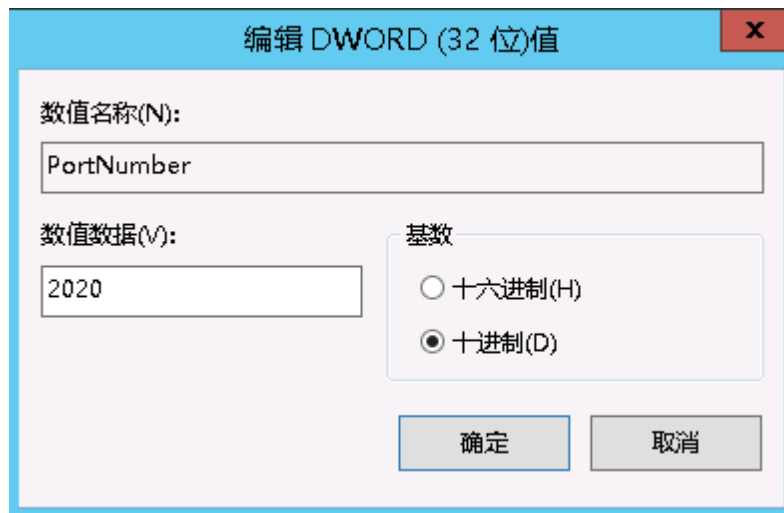 编辑 DWORD (32 位)值
x
数值名称(N):
PortNumber
数值数据(V):
2020
基数
十六进制(H)
十进制(D)
确定
取消